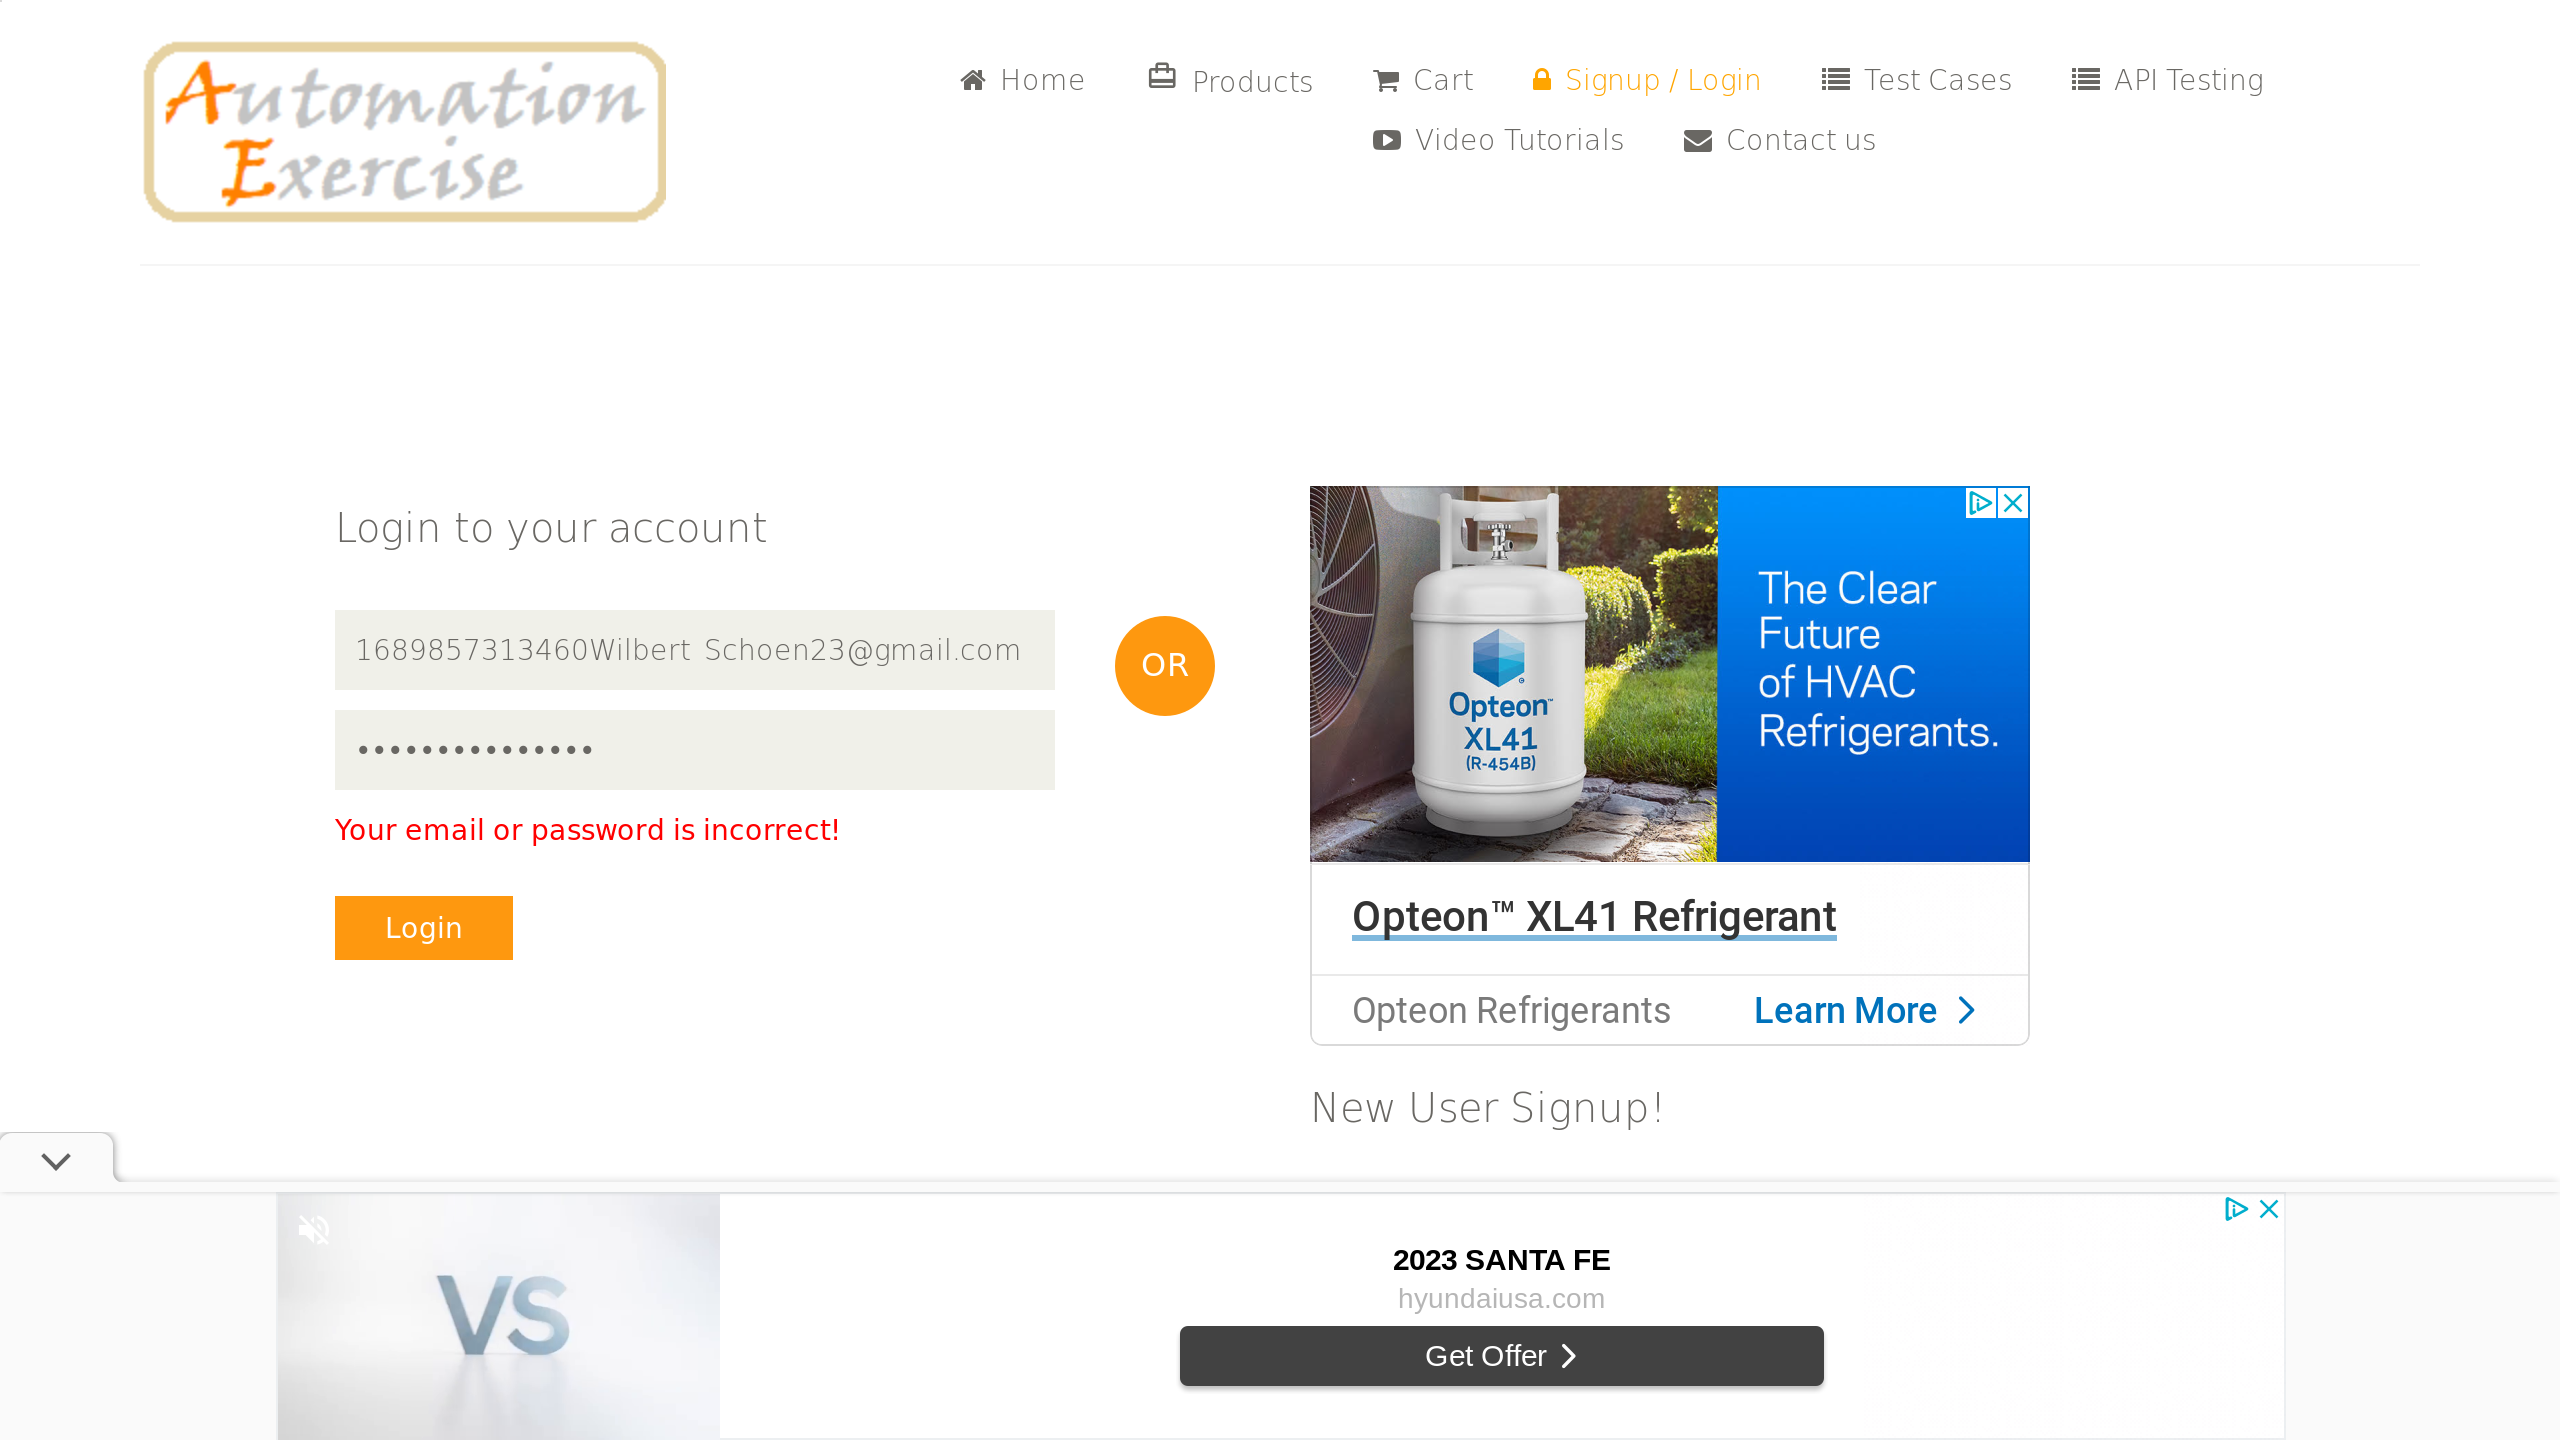 Automation
Exercise
Home
Products
Cart
Signup / Login
Test Cases
API Testing
Video Tutorials
Contact us
Login to your account
1689857313460Wilbert_Schoen23@gmail.com
•••••••••••••••
Your email or password is incorrect!
Login
OR
Opteon™
XL41
(R-454B)
The Clear
Future
of HVAC
Refrigerants.
Opteon™ XL41 Refrigerant
Opteon Refrigerants
Learn More
New User Signup!
VS
2023 SANTA FE
hyundaiusa.com
Get Offer